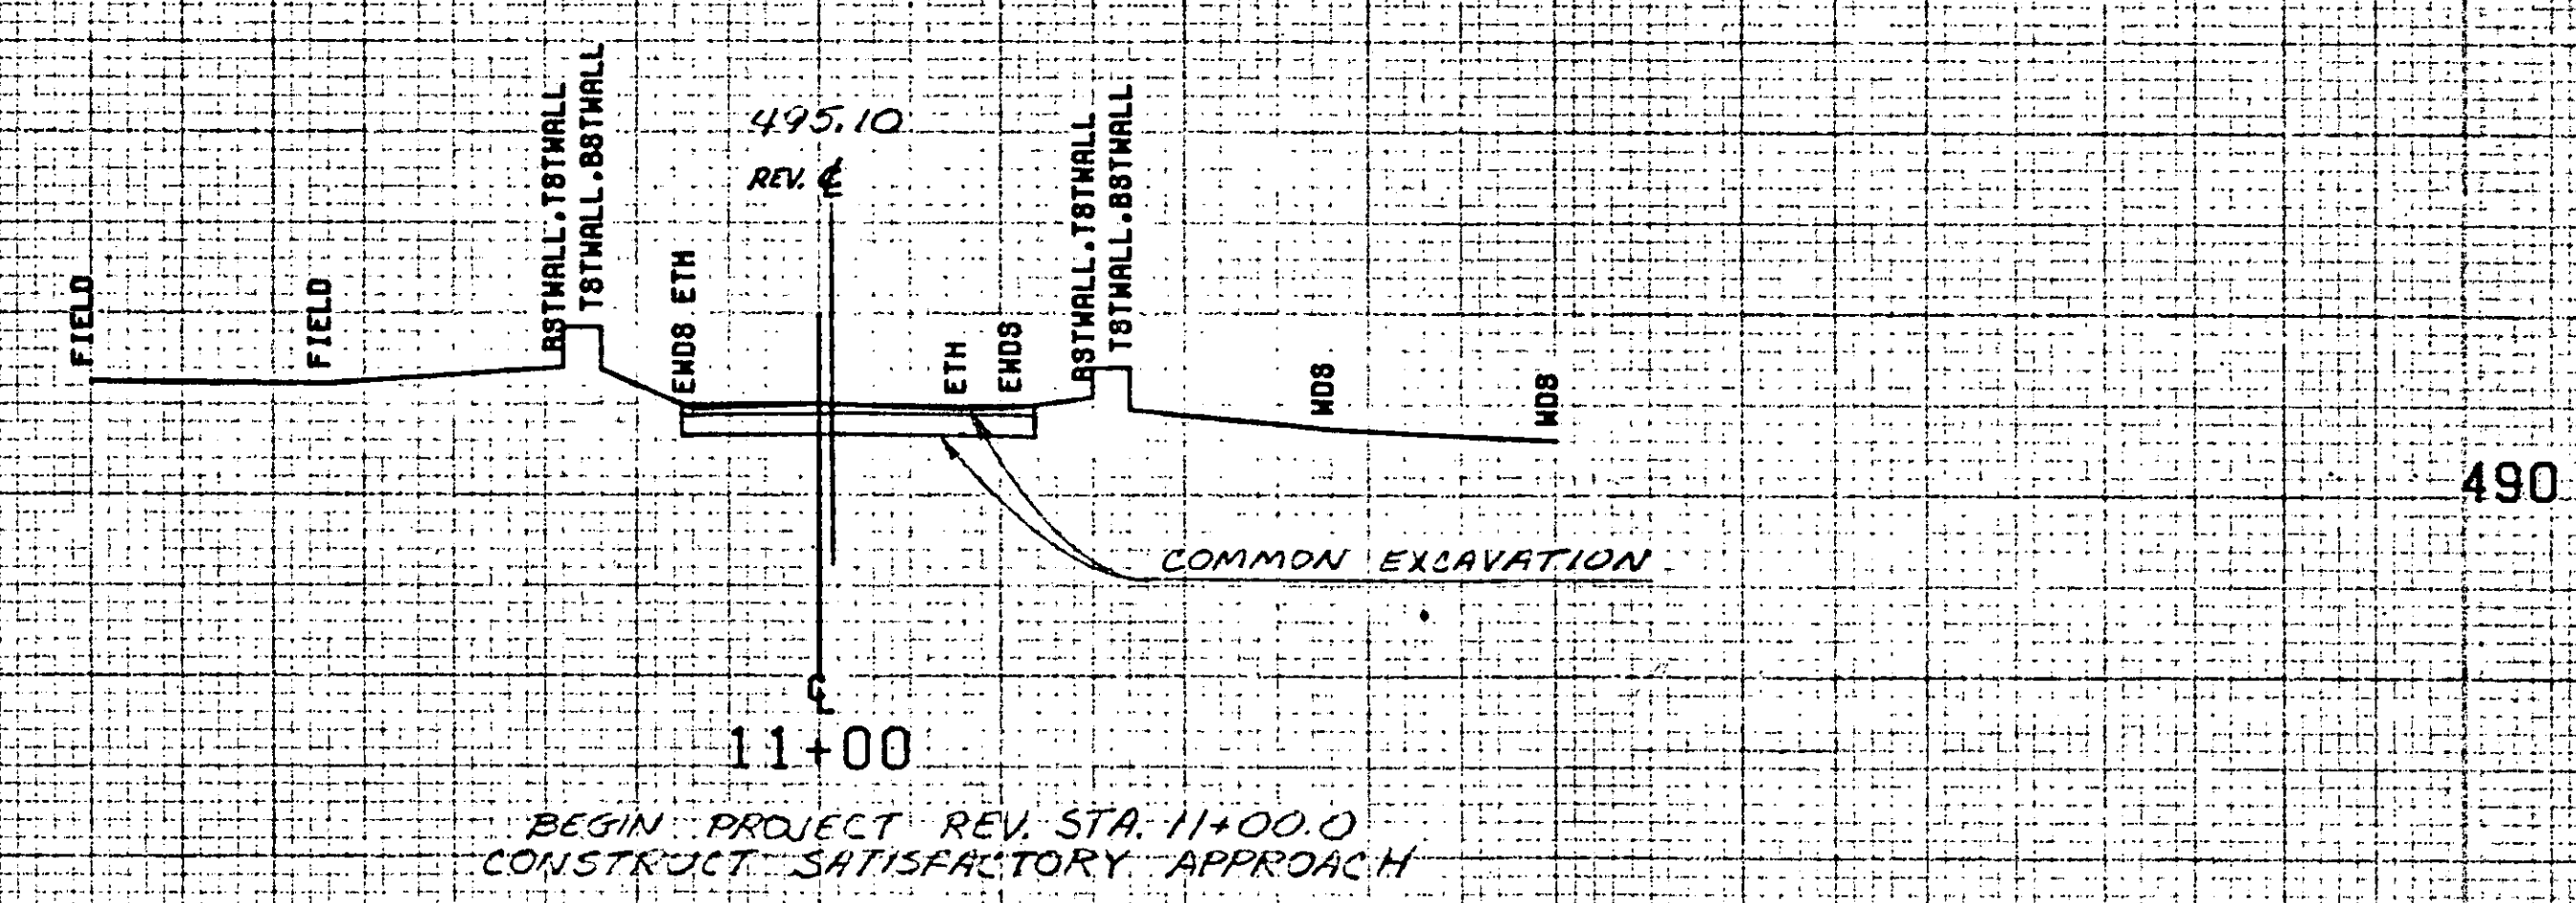 FIELD
FIELD
BSTWALL.TSTWALL
TSTWALL.BSTWALL
EWDS ETH
495.10
REV. ℄
ETH
EWDS
BSTWALL.TSTWALL
TSTWALL.BSTWALL
WDS
WDS
490
COMMON EXCAVATION
℄
11+00
BEGIN PROJECT REV. STA. 11+00.0
CONSTRUCT SATISFACTORY APPROACH